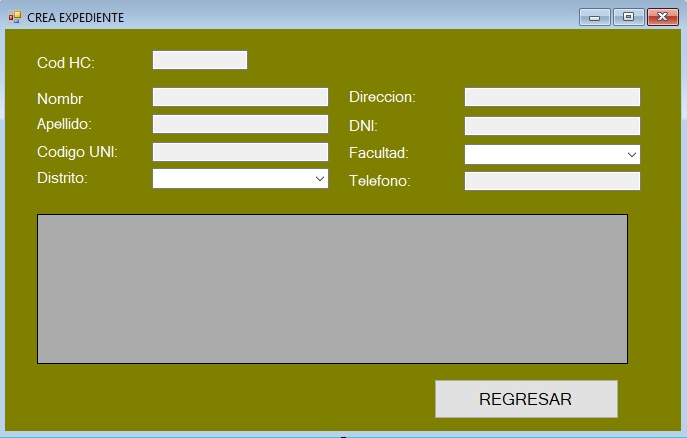 CREA EXPEDIENTE
Cod HC:
Nombr
Direccion:
Apellido:
DNI:
Codigo UNI:
Facultad:
Distrito:
Telefono:
REGRESAR